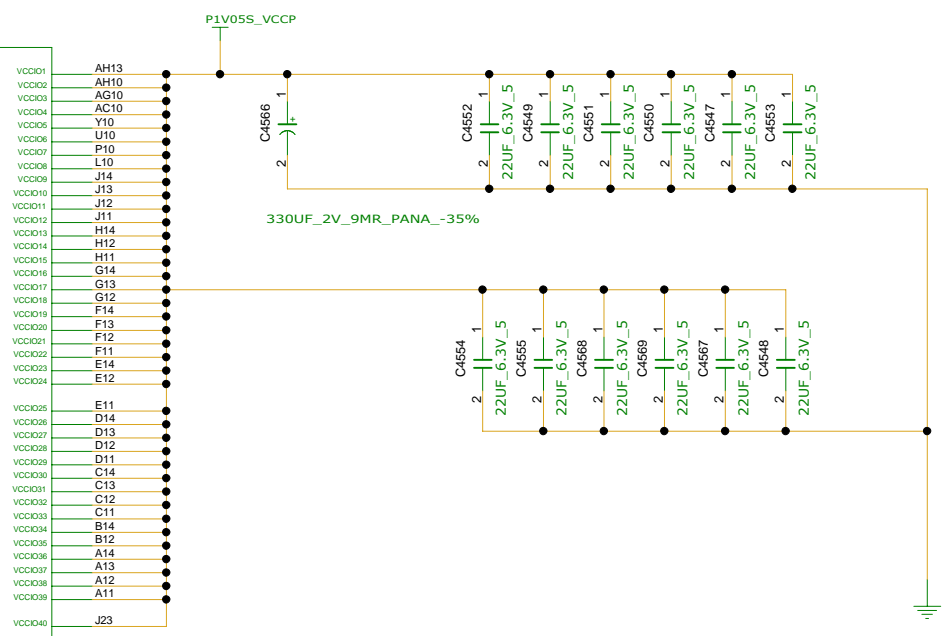 P1V05S_VCCP
VCCIO1 AH13
VCCIO2 AH10
VCCIO3 AG10
VCCIO4 AC10
VCCIO5 Y10
VCCIO6 U10
VCCIO7 P10
VCCIO8 L10
VCCIO9 J14
VCCIO10 J13
VCCIO11 J12
VCCIO12 J11
VCCIO13 H14
VCCIO14 H12
VCCIO15 H11
VCCIO16 G14
VCCIO17 G13
VCCIO18 G12
VCCIO19 F14
VCCIO20 F13
VCCIO21 F12
VCCIO22 F11
VCCIO23 E14
VCCIO24 E12
VCCIO25 E11
VCCIO26 D14
VCCIO27 D13
VCCIO28 D12
VCCIO29 D11
VCCIO30 C14
VCCIO31 C13
VCCIO32 C12
VCCIO33 C11
VCCIO34 B14
VCCIO35 B12
VCCIO36 A14
VCCIO37 A13
VCCIO38 A12
VCCIO39 A11
VCCIO40 J23
C4566
1
+
2
330UF_2V_9MR_PANA_-35%
C4552
1
2
22UF_6.3V_5
C4549
1
2
22UF_6.3V_5
C4551
1
2
22UF_6.3V_5
C4550
1
2
22UF_6.3V_5
C4547
1
2
22UF_6.3V_5
C4553
1
2
22UF_6.3V_5
C4554
1
2
22UF_6.3V_5
C4555
1
2
22UF_6.3V_5
C4568
1
2
22UF_6.3V_5
C4569
1
2
22UF_6.3V_5
C4567
1
2
22UF_6.3V_5
C4548
1
2
22UF_6.3V_5